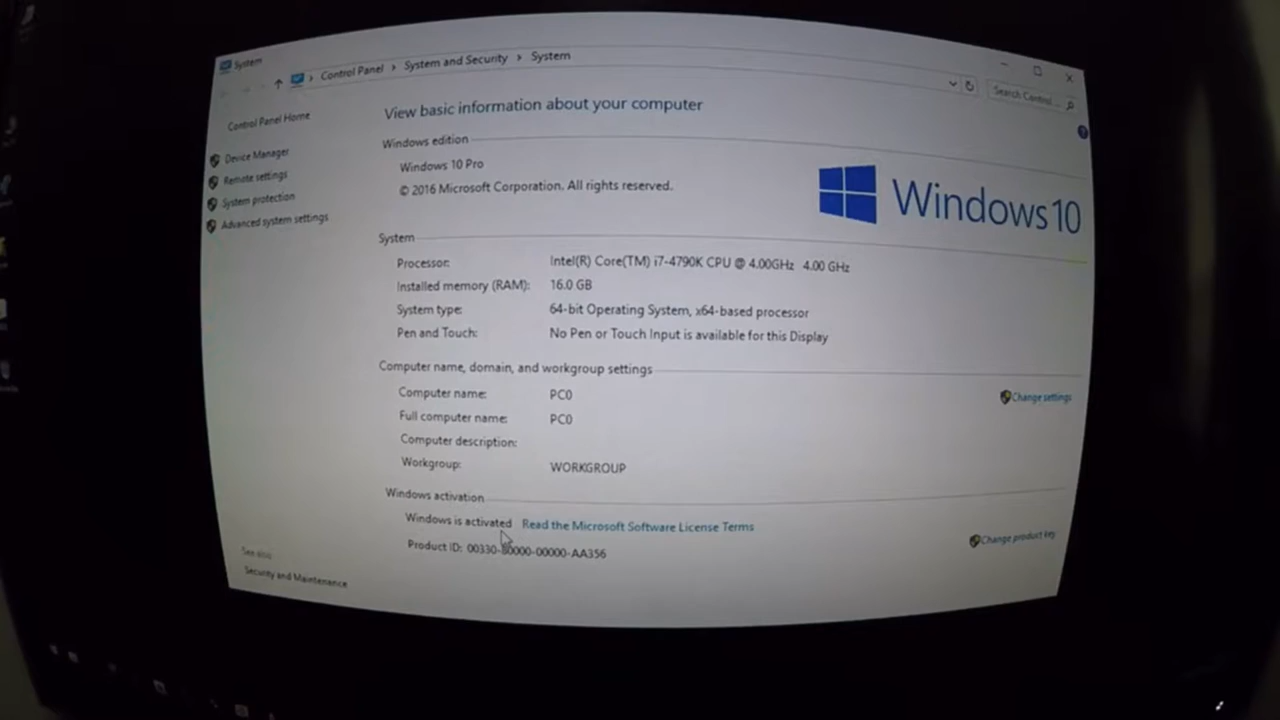 System
Control Panel > System and Security > System
Search Control...
Control Panel Home
View basic information about your computer
Device Manager
Remote settings
System protection
Advanced system settings
Windows edition
Windows 10 Pro
© 2016 Microsoft Corporation. All rights reserved.
Windows 10
System
Processor: Intel(R) Core(TM) i7-4790K CPU @ 4.00GHz 4.00 GHz
Installed memory (RAM): 16.0 GB
System type: 64-bit Operating System, x64-based processor
Pen and Touch: No Pen or Touch Input is available for this Display
Computer name, domain, and workgroup settings
Computer name: PC0
Change settings
Full computer name: PC0
Computer description:
Workgroup: WORKGROUP
Windows activation
Windows is activated Read the Microsoft Software License Terms
Product ID: 00330-80000-00000-AA356
Change product key
See also
Security and Maintenance